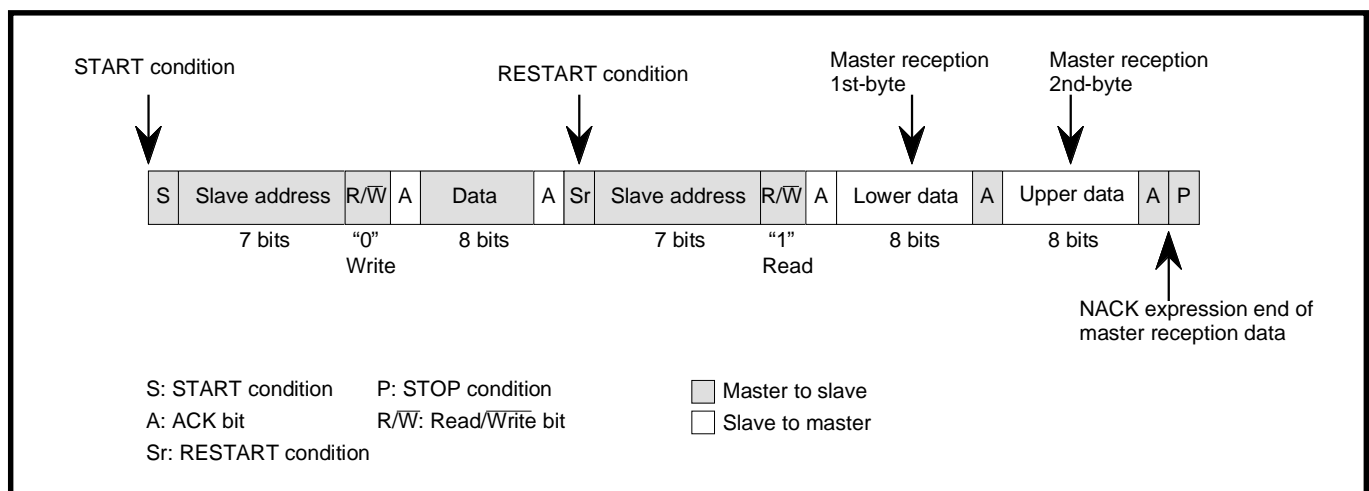 START condition
RESTART condition
Master reception
1st-byte
Master reception
2nd-byte
S Slave address R/W̅ A Data A Sr Slave address R/W̅ A Lower data A Upper data A P
7 bits “0” 8 bits 7 bits “1” 8 bits 8 bits
Write Read
NACK expression end of
master reception data
S: START condition P: STOP condition Master to slave
A: ACK bit R/W̅: Read/W̅r̅i̅t̅e̅ bit Slave to master
Sr: RESTART condition